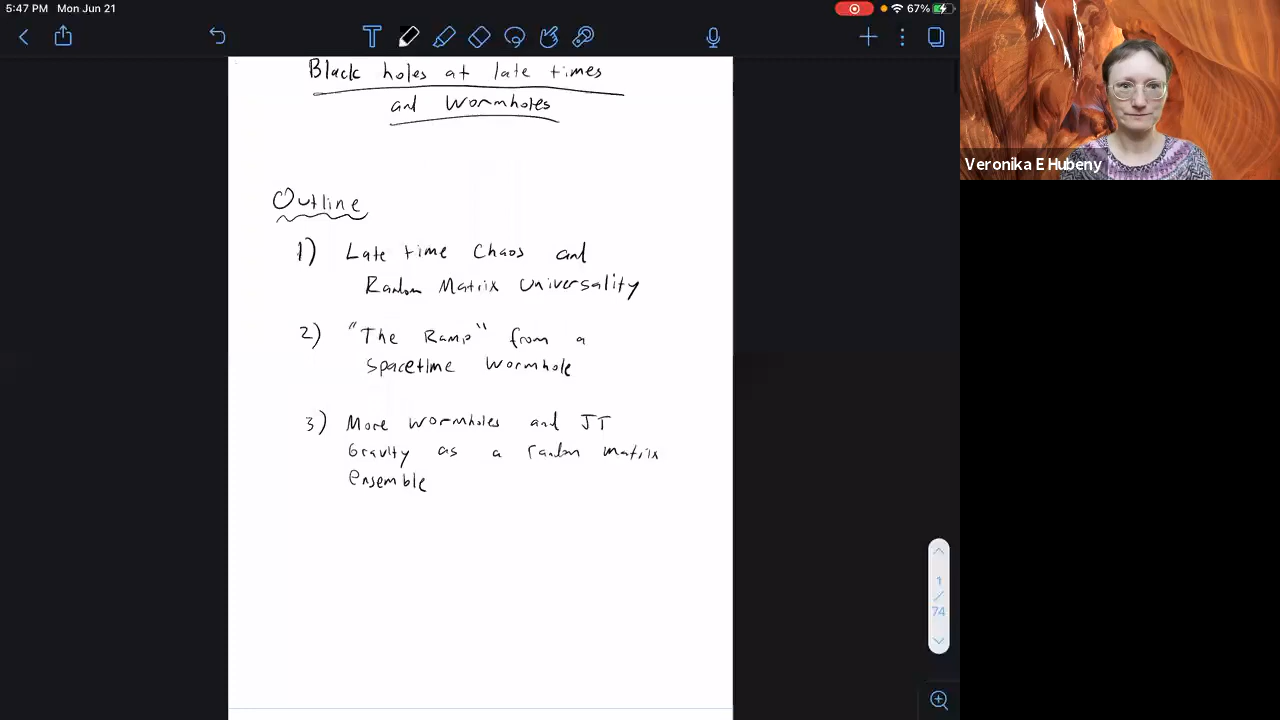 5:47 PM Mon Jun 21
67%
Black holes at late times
and wormholes
Outline
1) Late time Chaos and
Random Matrix Universality
2) "The Ramp" from a
spacetime wormhole
3) More wormholes and JT
Gravity as a random matrix
ensemble
Veronika E Hubeny
1
/
74